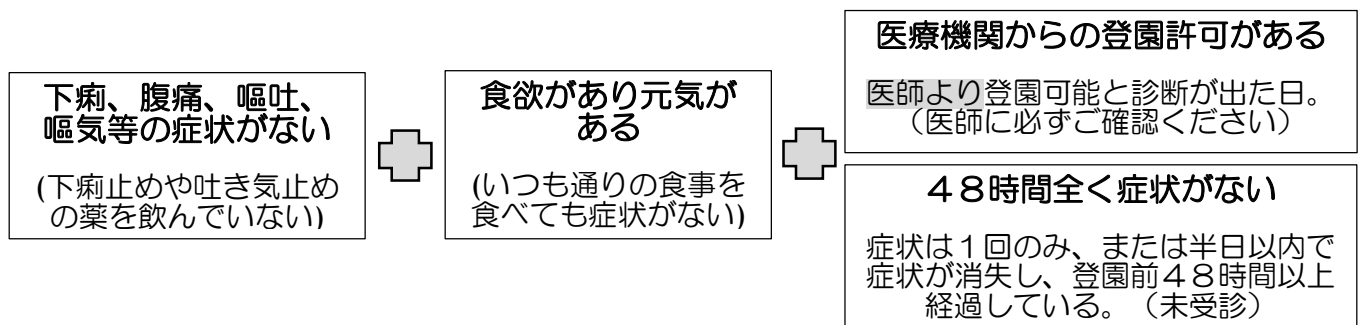 下痢、腹痛、嘔吐、
嘔気等の症状がない
(下痢止めや吐き気止め
の薬を飲んでいない)
食欲があり元気が
ある
(いつも通りの食事を
食べても症状がない)
医療機関からの登園許可がある
医師より登園可能と診断が出た日。
（医師に必ずご確認ください）
４８時間全く症状がない
症状は１回のみ、または半日以内で
症状が消失し、登園前４８時間以上
経過している。（未受診）